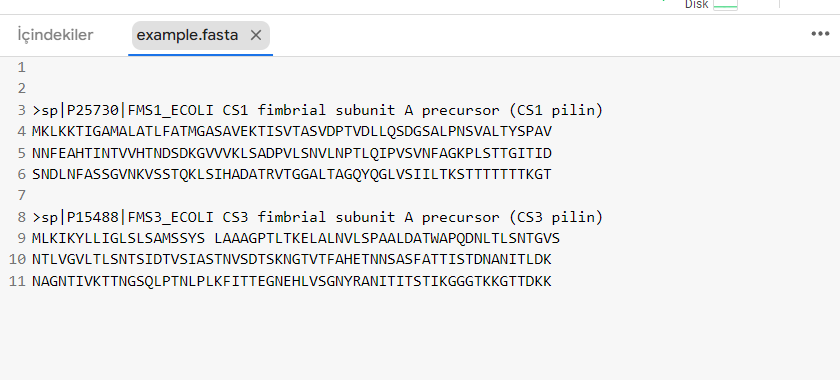 Disk
İçindekiler
example.fasta
1
2
3 >sp|P25730|FMS1_ECOLI CS1 fimbrial subunit A precursor (CS1 pilin)
4 MKLKKTIGAMALATLFATMGASAVEKTISVTASVDPTVDLLQSDGSALPNSVALTYSPAV
5 NNFEAHTINTVVHTNDSDKGVVVKLSADPVLSNVLNPTLQIPVSVNFAGKPLSTTGITID
6 SNDLNFASSGVNKVSSTQKLSIHADATRVTGGALTAGQYQGLVSIILTKSTTTTTTTKGT
7
8 >sp|P15488|FMS3_ECOLI CS3 fimbrial subunit A precursor (CS3 pilin)
9 MLKIKYLLIGLSLSAMSSYS LAAAGPTLTKELALNVLSPAALDATWAPQDNLTLSNTGVS
10 NTLVGVLTLSNTSIDTVSIASTNVSDTSKNGTVTFAHETNNSASFATTISTDNANITLDK
11 NAGNTIVKTTNGSQLPTNLPLKFITTEGNEHLVSGNYRANITITSTIKGGGTKKGTTDKK